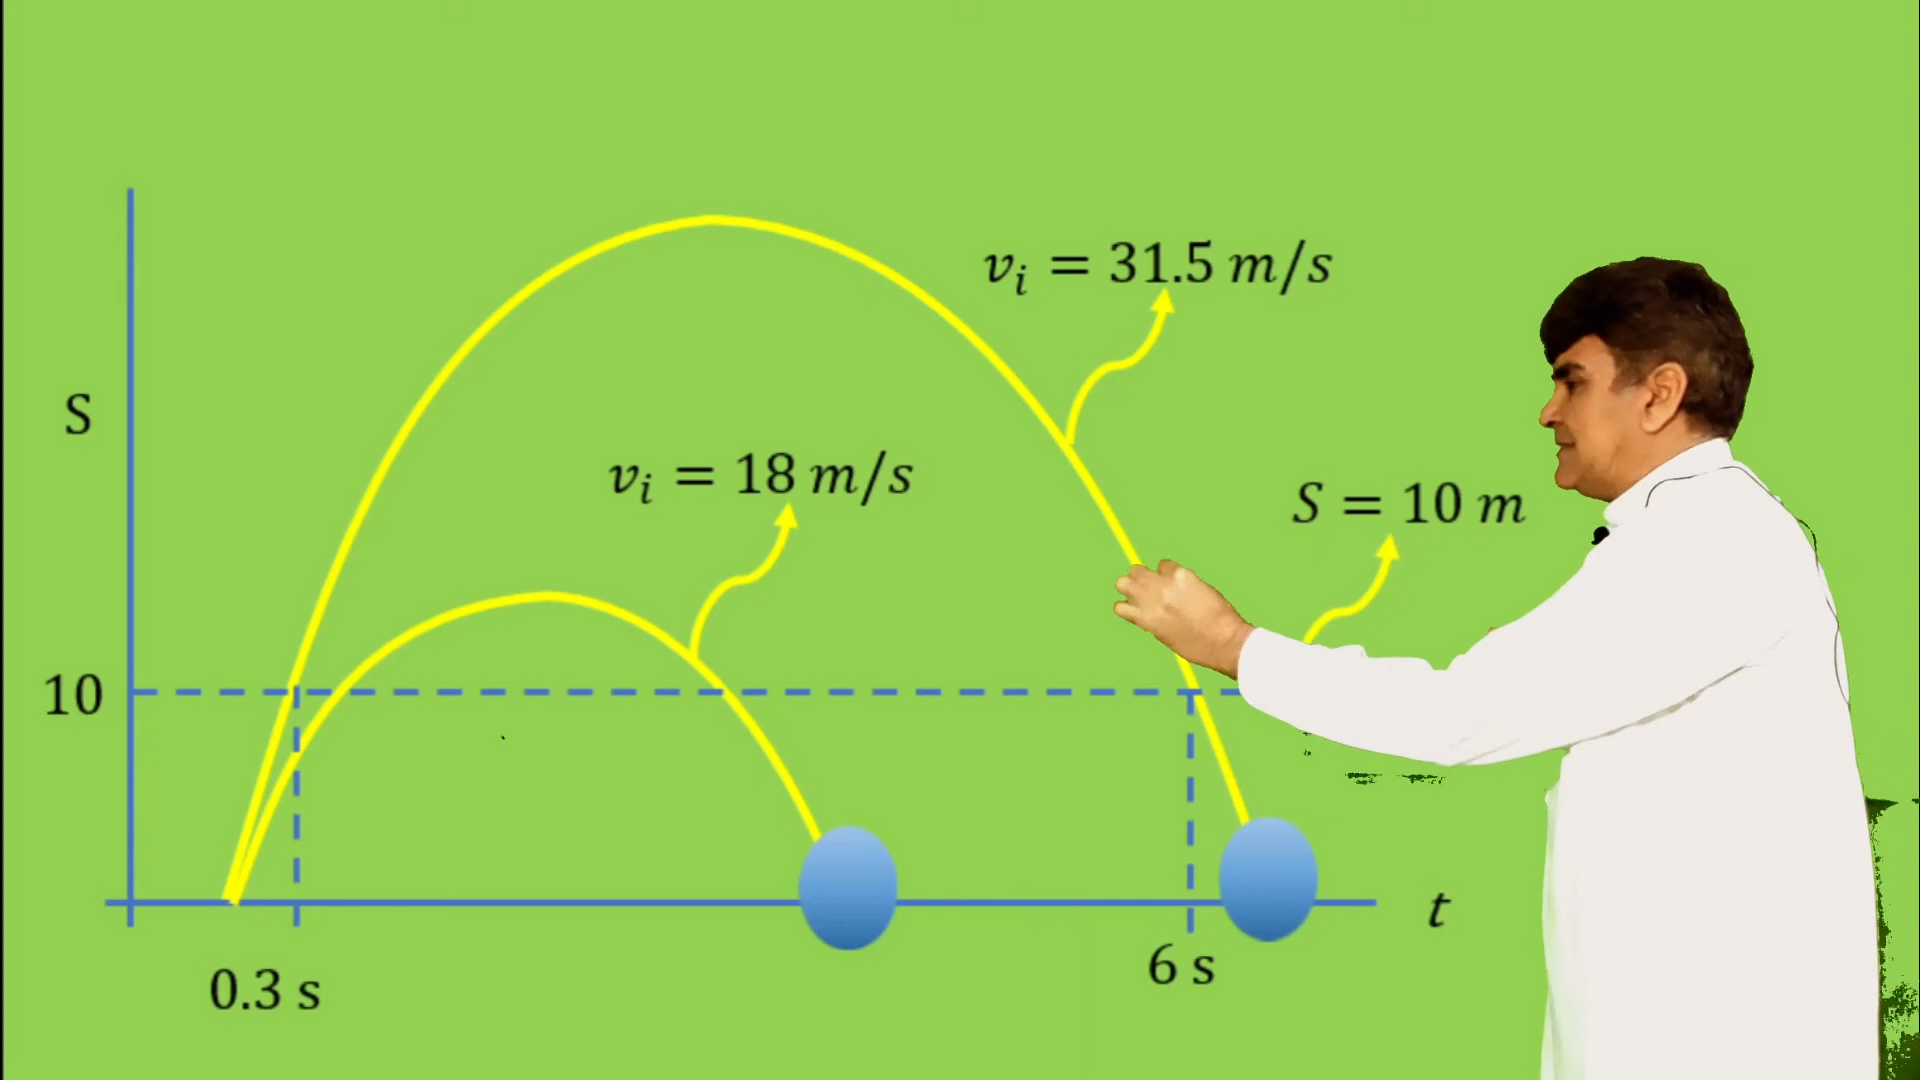 v_i = 31.5 m/s
S
v_i = 18 m/s
S = 10 m
10
t
0.3 s
6 s